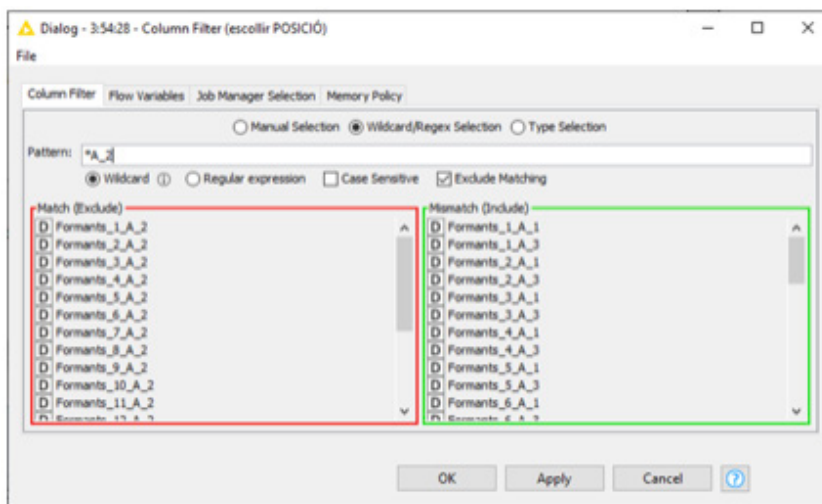 Dialog - 3:54:28 - Column Filter (escollir POSICIÓ)
File
Column Filter Flow Variables Job Manager Selection Memory Policy
Manual Selection Wildcard/Regex Selection Type Selection
Pattern: *A_2
Wildcard Regular expression Case Sensitive Exclude Matching
Match (Exclude)
D Formants_1_A_2
D Formants_2_A_2
D Formants_3_A_2
D Formants_4_A_2
D Formants_5_A_2
D Formants_6_A_2
D Formants_7_A_2
D Formants_8_A_2
D Formants_9_A_2
D Formants_10_A_2
D Formants_11_A_2
D Formants_12_A_2
Mismatch (Include)
D Formants_1_A_1
D Formants_1_A_3
D Formants_2_A_1
D Formants_2_A_3
D Formants_3_A_1
D Formants_3_A_3
D Formants_4_A_1
D Formants_4_A_3
D Formants_5_A_1
D Formants_5_A_3
D Formants_6_A_1
OK Apply Cancel ?